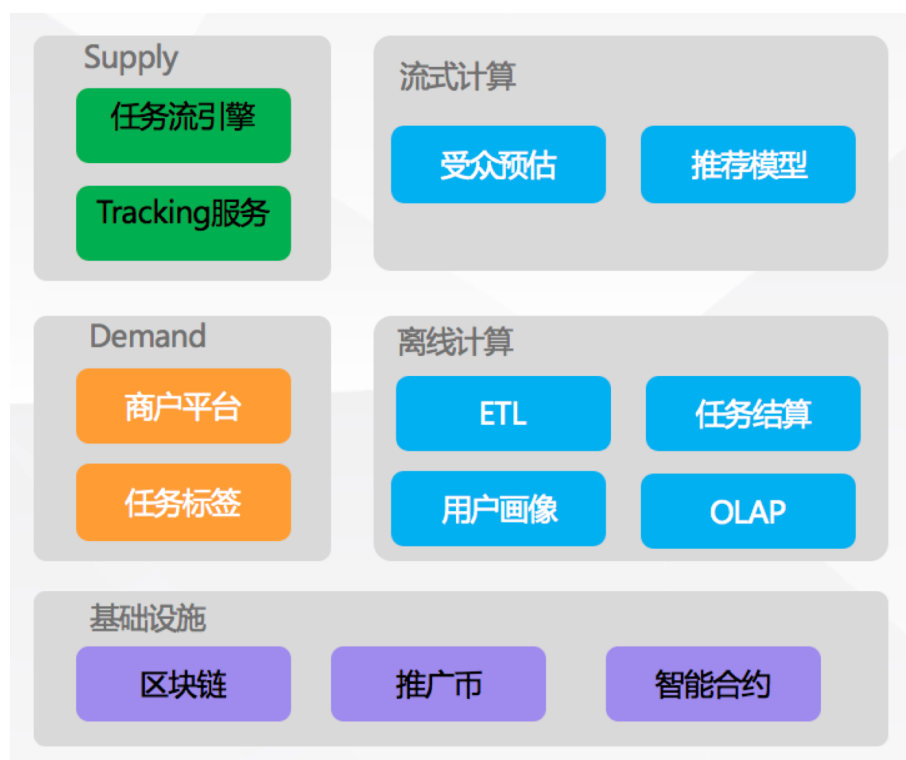 Supply
任务流引擎
Tracking服务
流式计算
受众预估
推荐模型
Demand
商户平台
任务标签
离线计算
ETL
任务结算
用户画像
OLAP
基础设施
区块链
推广币
智能合约